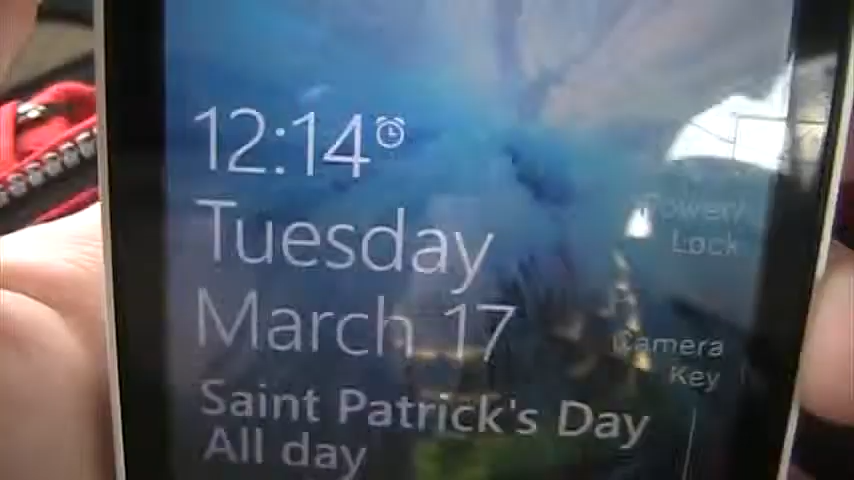 12:14
Tuesday
March 17
Saint Patrick's Day
All day
Power/
Lock
Camera
Key